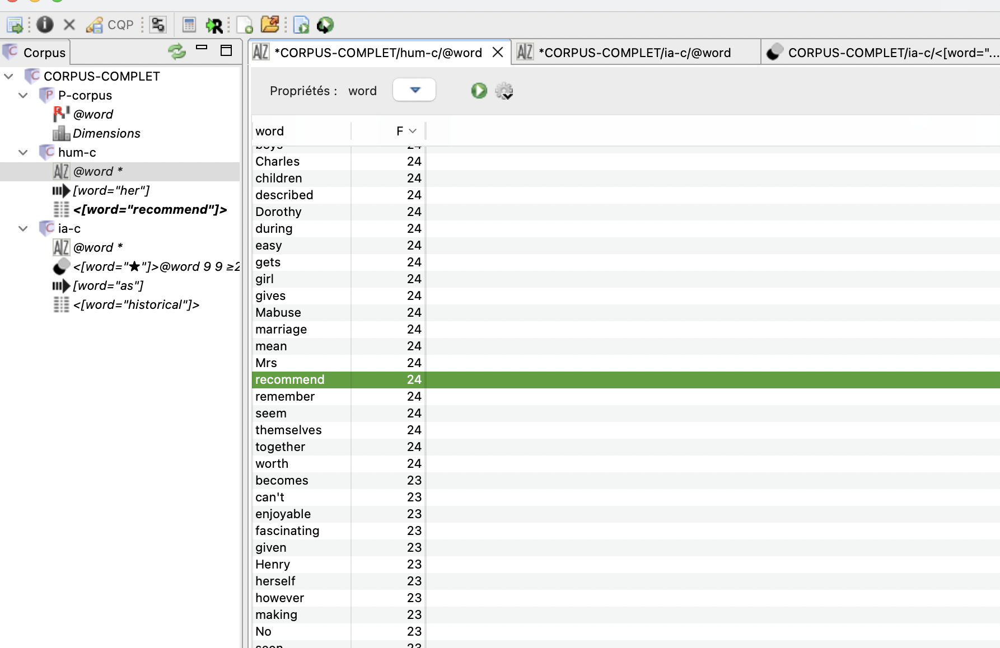 CQP
Corpus
*CORPUS-COMPLET/hum-c/@word
*CORPUS-COMPLET/ia-c/@word
CORPUS-COMPLET/ia-c/<[word="...
CORPUS-COMPLET
P-corpus
@word
Dimensions
hum-c
@word *
[word="her"]
<[word="recommend"]>
ia-c
@word *
<[word="★"]>@word 9 9 ≥2
[word="as"]
<[word="historical"]>
Propriétés : word
word F
boys 24
Charles 24
children 24
described 24
Dorothy 24
during 24
easy 24
gets 24
girl 24
gives 24
Mabuse 24
marriage 24
mean 24
Mrs 24
recommend 24
remember 24
seem 24
themselves 24
together 24
worth 24
becomes 23
can't 23
enjoyable 23
fascinating 23
given 23
Henry 23
herself 23
however 23
making 23
No 23
23